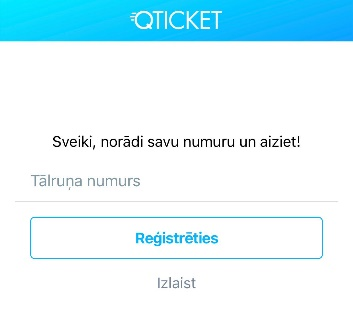 QTICKET
Sveiki, norādi savu numuru un aiziet!
Tālruņa numurs
Reģistrēties
Izlaist